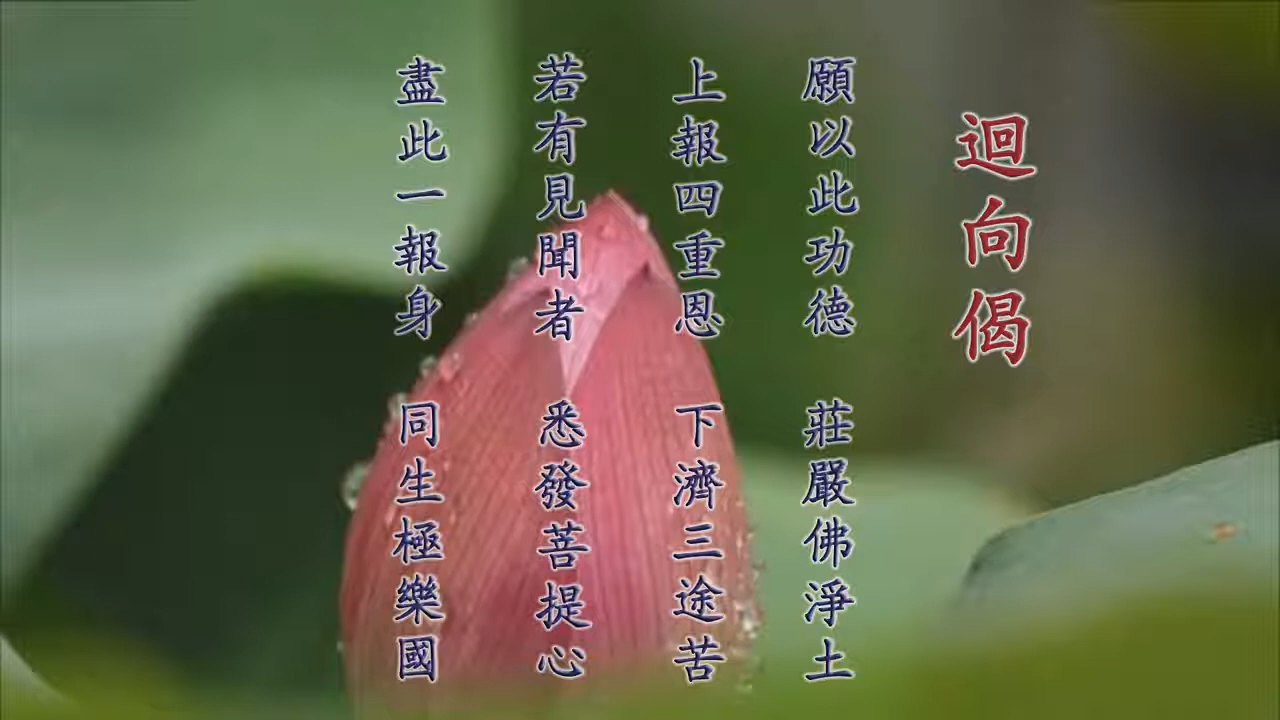 迴向偈
願以此功德 莊嚴佛淨土
上報四重恩 下濟三途苦
若有見聞者 悉發菩提心
盡此一報身 同生極樂國